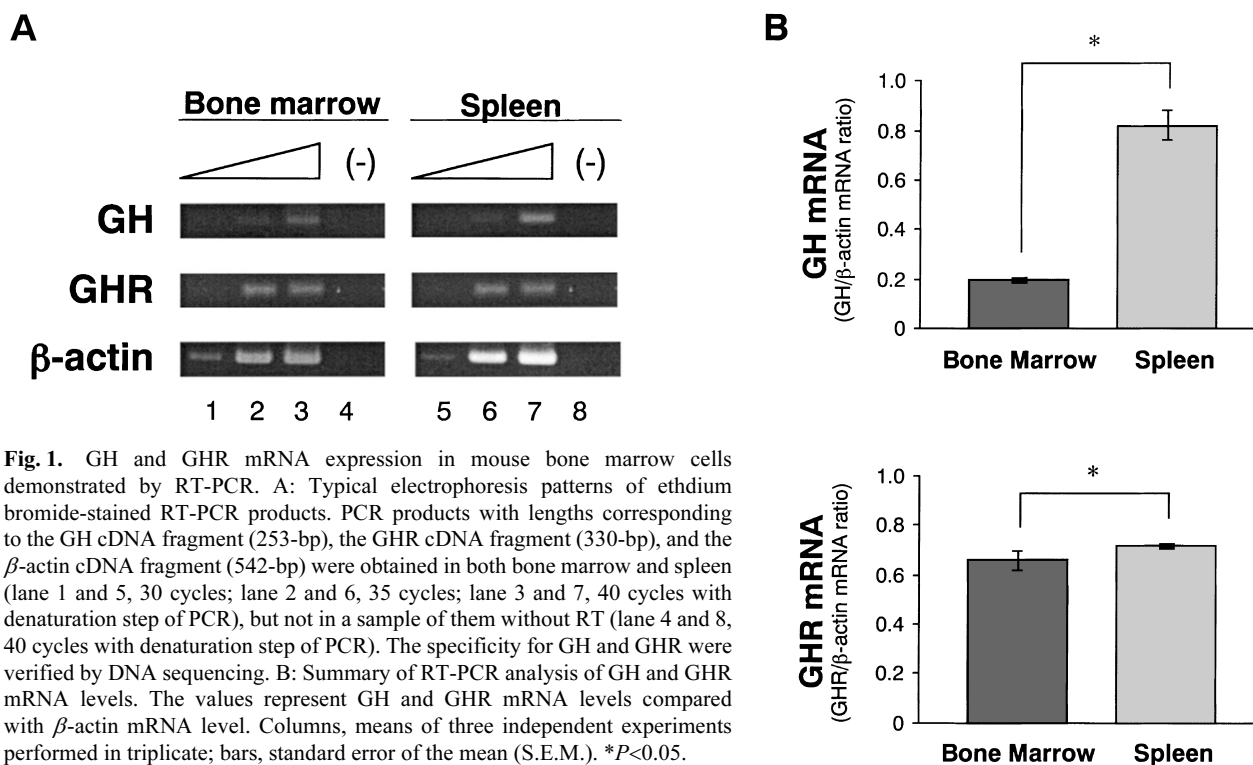 A
Bone marrow Spleen
(-) (-)
GH
GHR
β-actin
1 2 3 4 5 6 7 8
Fig. 1. GH and GHR mRNA expression in mouse bone marrow cells
demonstrated by RT-PCR. A: Typical electrophoresis patterns of ethdium
bromide-stained RT-PCR products. PCR products with lengths corresponding
to the GH cDNA fragment (253-bp), the GHR cDNA fragment (330-bp), and the
β-actin cDNA fragment (542-bp) were obtained in both bone marrow and spleen
(lane 1 and 5, 30 cycles; lane 2 and 6, 35 cycles; lane 3 and 7, 40 cycles with
denaturation step of PCR), but not in a sample of them without RT (lane 4 and 8,
40 cycles with denaturation step of PCR). The specificity for GH and GHR were
verified by DNA sequencing. B: Summary of RT-PCR analysis of GH and GHR
mRNA levels. The values represent GH and GHR mRNA levels compared
with β-actin mRNA level. Columns, means of three independent experiments
performed in triplicate; bars, standard error of the mean (S.E.M.). *P<0.05.
B
*
GH mRNA
(GH/β-actin mRNA ratio)
1.0
0.8
0.6
0.4
0.2
0
Bone Marrow Spleen
*
GHR mRNA
(GHR/β-actin mRNA ratio)
1.0
0.8
0.6
0.4
0.2
0
Bone Marrow Spleen